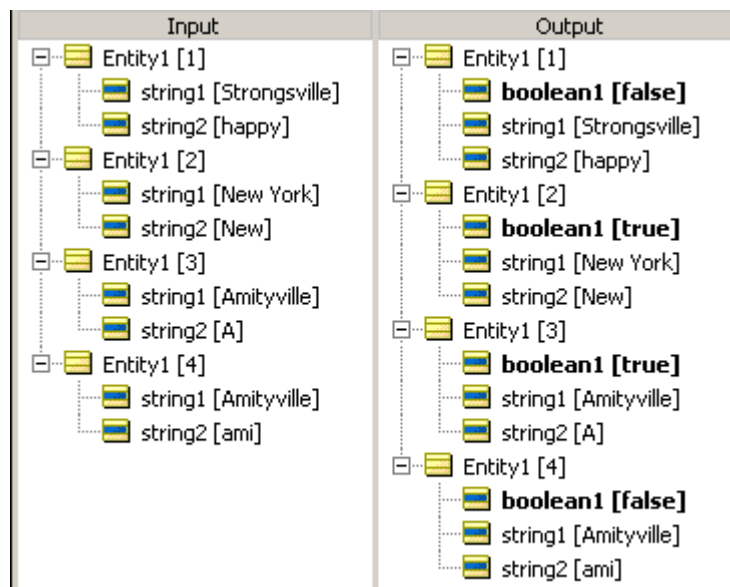 Input
Entity1 [1]
string1 [Strongsville]
string2 [happy]
Entity1 [2]
string1 [New York]
string2 [New]
Entity1 [3]
string1 [Amityville]
string2 [A]
Entity1 [4]
string1 [Amityville]
string2 [ami]
Output
Entity1 [1]
boolean1 [false]
string1 [Strongsville]
string2 [happy]
Entity1 [2]
boolean1 [true]
string1 [New York]
string2 [New]
Entity1 [3]
boolean1 [true]
string1 [Amityville]
string2 [A]
Entity1 [4]
boolean1 [false]
string1 [Amityville]
string2 [ami]